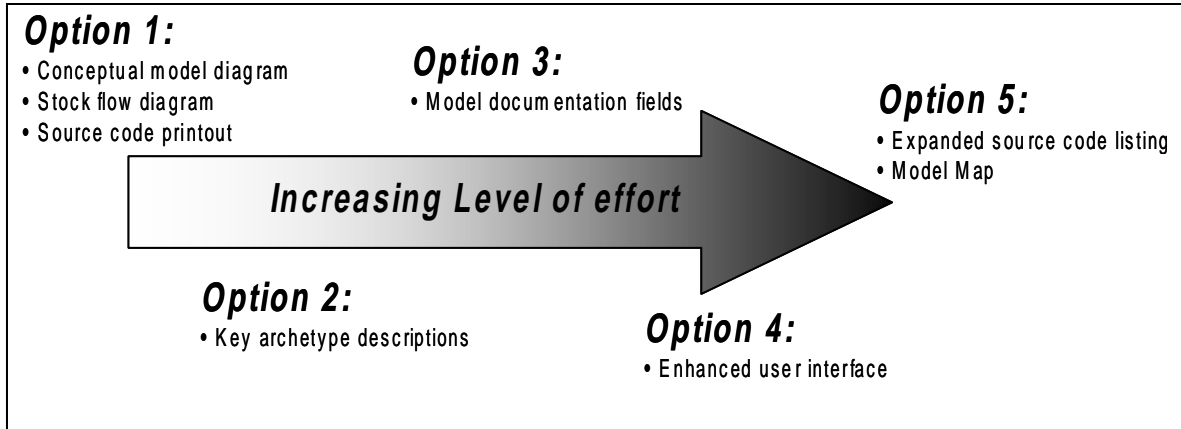 Option 1:
• Conceptual model diagram
• Stock flow diagram
• Source code printout
Option 3:
• Model documentation fields
Option 5:
• Expanded source code listing
• Model Map
Increasing Level of effort
Option 2:
• Key archetype descriptions
Option 4:
• Enhanced user interface